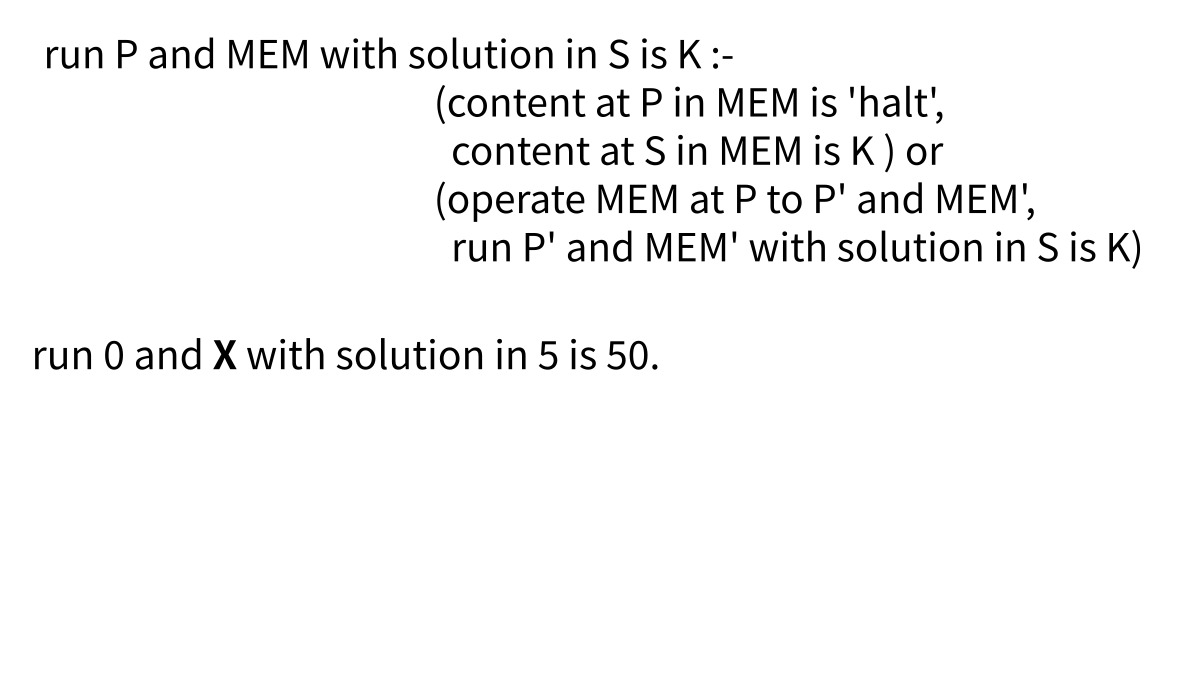 run P and MEM with solution in S is K :-
(content at P in MEM is 'halt',
content at S in MEM is K ) or
(operate MEM at P to P' and MEM',
run P' and MEM' with solution in S is K)
run 0 and X with solution in 5 is 50.